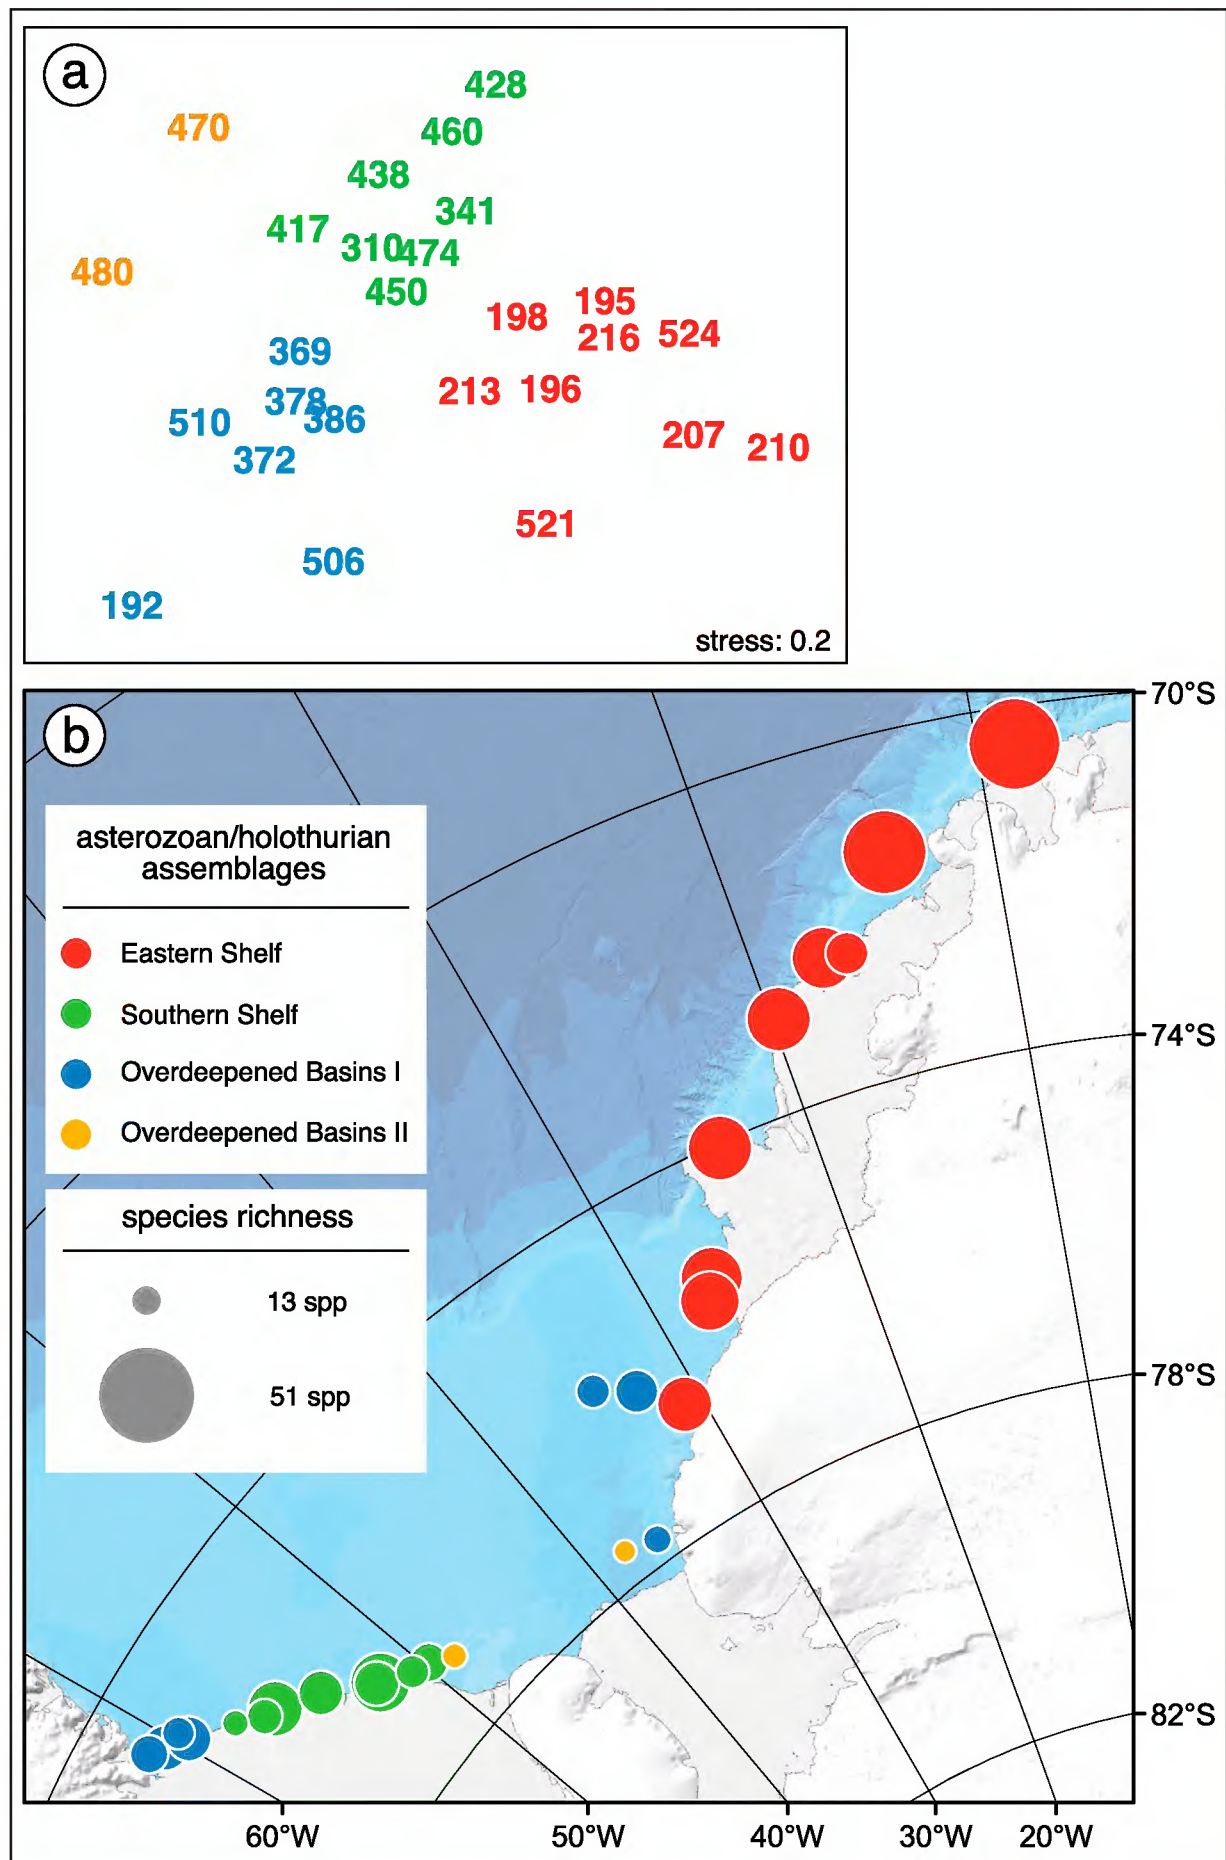 a
428
470
460
438
341
417
310
474
480
450
195
198
216
524
369
213
196
378
510
386
207
210
372
521
506
192
stress: 0.2
b
70°S
asterozoan/holothurian
assemblages
Eastern Shelf
Southern Shelf
74°S
Overdeepened Basins I
Overdeepened Basins II
species richness
13 spp
78°S
51 spp
82°S
60°W
50°W
40°W
30°W
20°W